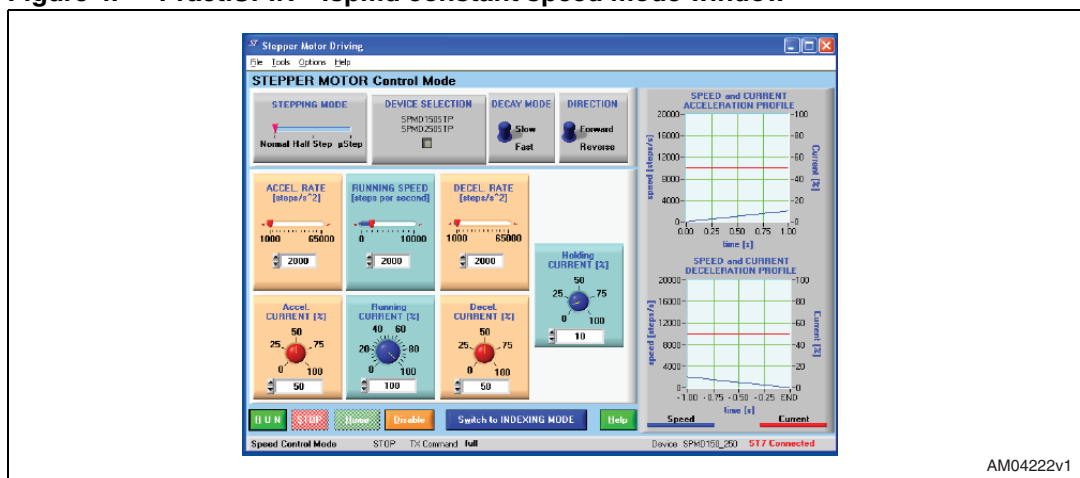 Figure 4. PractiSPIN - ispmd constant speed mode window
Stepper Motor Driving
File Tools Options Help
STEPPER MOTOR Control Mode
STEPPING MODE
Normal Half Step µStep
DEVICE SELECTION
SPMD150STP
SPMD250STP
DECAY MODE
Slow
Fast
DIRECTION
Forward
Reverse
ACCEL. RATE
[steps/s^2]
1000 65000
2000
RUNNING SPEED
[steps per second]
0 10000
2000
DECEL. RATE
[steps/s^2]
1000 65000
2000
Accel.
CURRENT [%]
50
25 75
0 100
50
Running
CURRENT [%]
40 60
20 80
0 100
100
Decel.
CURRENT [%]
50
25 75
0 100
50
Holding
CURRENT [%]
50
25 75
0 100
10
SPEED and CURRENT
ACCELERATION PROFILE
20000 100
16000 80
12000 60
8000 40
4000 20
0 0
0.00 0.25 0.50 0.75 1.00
speed [steps/s]
Current [%]
time [s]
SPEED and CURRENT
DECELERATION PROFILE
20000 100
16000 80
12000 60
8000 40
4000 20
0 0
-1.00 -0.75 -0.50 -0.25 END
speed [steps/s]
Current [%]
time [s]
Speed Current
RUN STOP Home Disable Switch to INDEXING MODE Help
Speed Control Mode STOP TX Command full Device SPMD150_250 ST7 Connected
AM04222v1